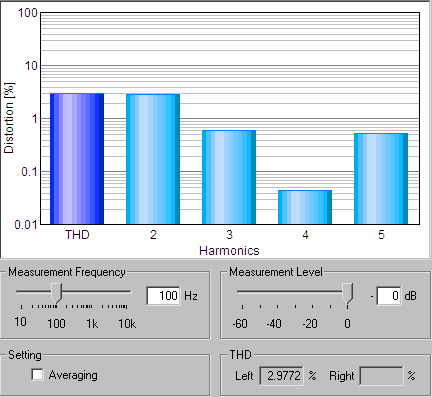 100
10
1
0.1
0.01
Distortion [%]
THD 2 3 4 5
Harmonics
Measurement Frequency
100 Hz
10 100 1k 10k
Measurement Level
- 0 dB
-60 -40 -20 0
Setting
Averaging
THD
Left 2.9772 % Right %